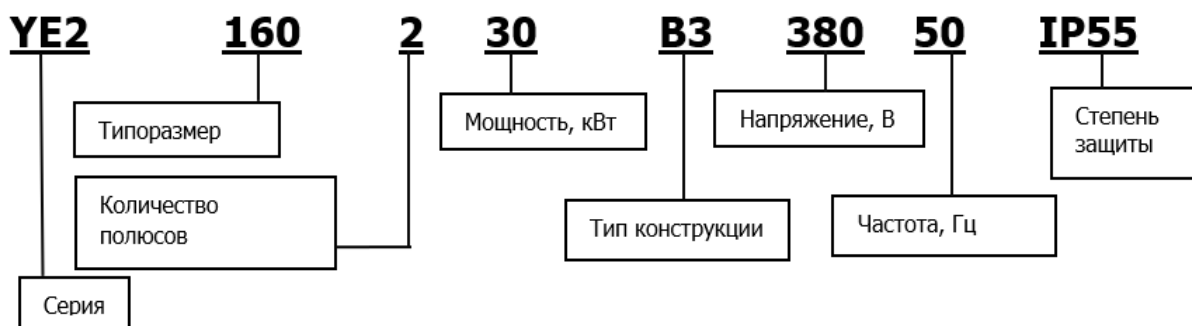 YE2 160 2 30 B3 380 50 IP55
Типоразмер
Мощность, кВт
Напряжение, В
Степень
защиты
Количество
полюсов
Тип конструкции
Частота, Гц
Серия